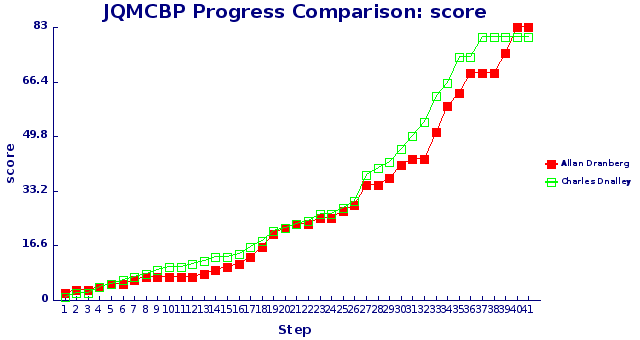 JQMCBP Progress Comparison: score
83
66.4
49.8
33.2
16.6
0
score
1 2 3 4 5 6 7 8 9 10 11 12 13 14 15 16 17 18 19 20 21 22 23 24 25 26 27 28 29 30 31 32 33 34 35 36 37 38 39 40 41
Step
Allan Dranberg
Charles Dnalley